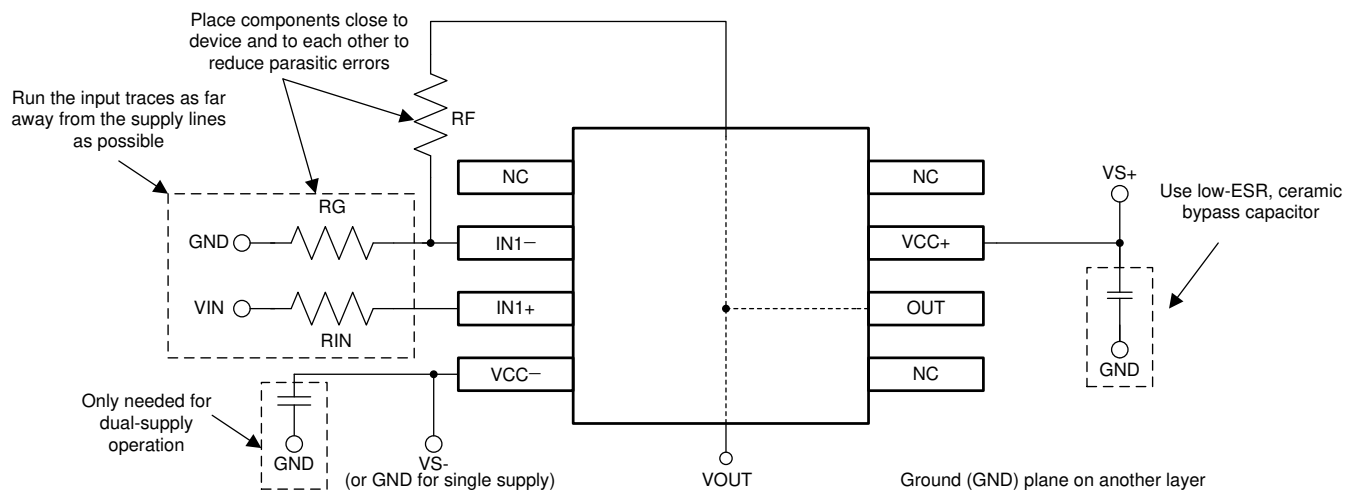 Place components close to
device and to each other to
reduce parasitic errors
Run the input traces as far
away from the supply lines
as possible
RF
NC
NC
VS+
Use low-ESR, ceramic
bypass capacitor
RG
GND
IN1−
VCC+
VIN
IN1+
OUT
RIN
VCC−
NC
GND
Only needed for
dual-supply
operation
GND
VS-
(or GND for single supply)
VOUT
Ground (GND) plane on another layer